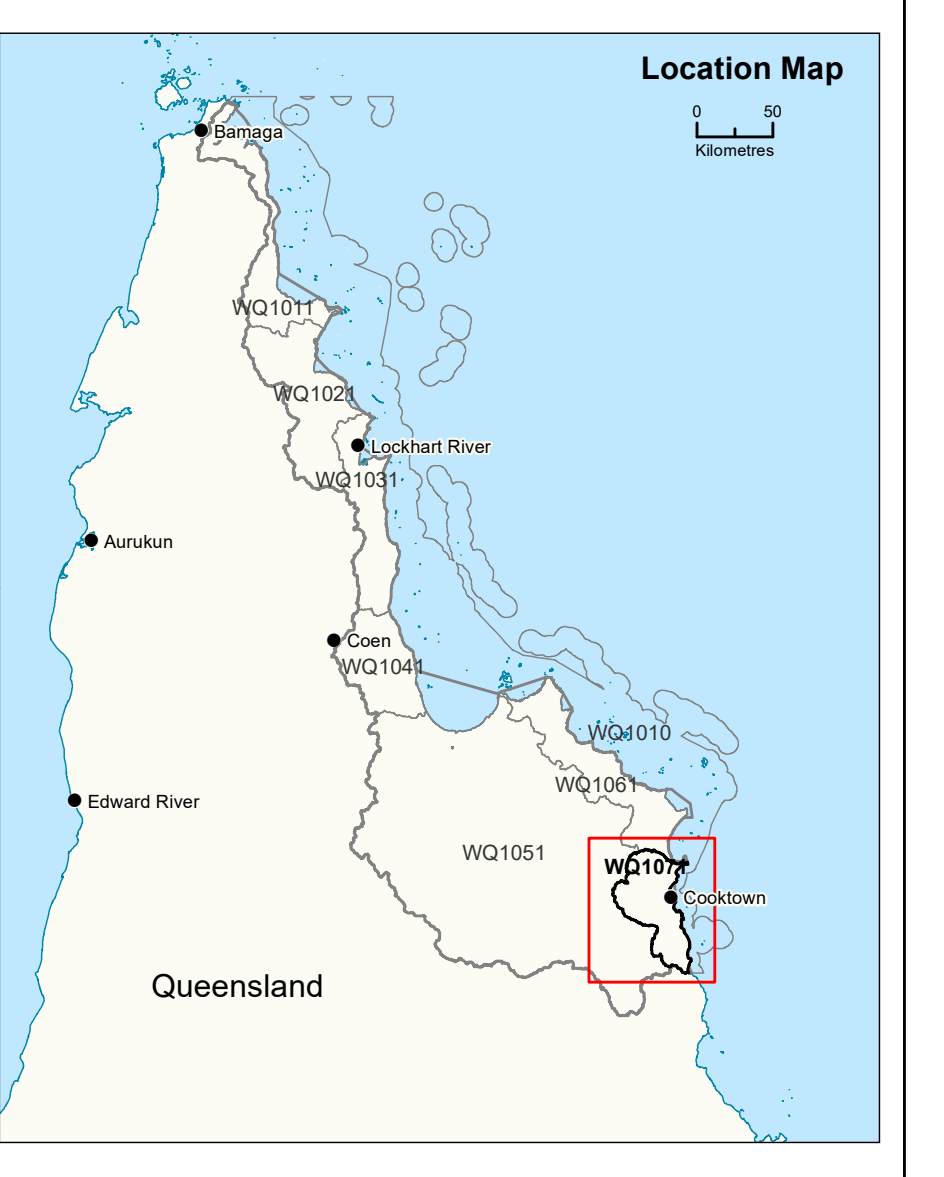 Location Map
0 50
Kilometres
Bamaga
WQ1011
WQ1021
Lockhart River
WQ1031
Aurukun
Coen
WQ1041
WQ1010
WQ1061
Edward River
WQ1051
WQ1071
Cooktown
Queensland